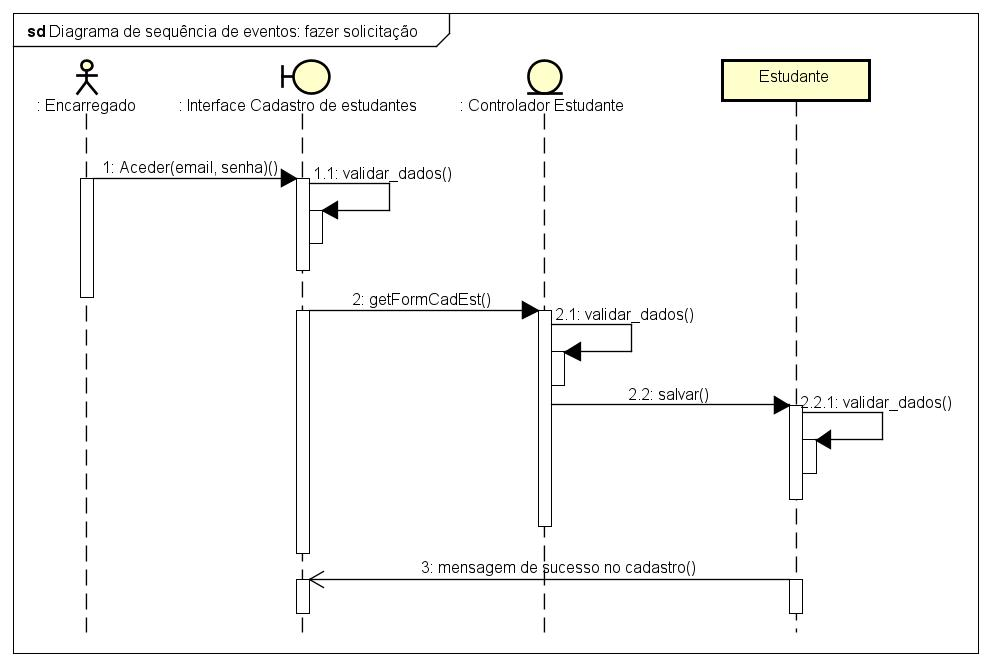 sd Diagrama de sequência de eventos: fazer solicitação
: Encarregado
: Interface Cadastro de estudantes
: Controlador Estudante
Estudante
1: Aceder(email, senha)()
1.1: validar_dados()
2: getFormCadEst()
2.1: validar_dados()
2.2: salvar()
2.2.1: validar_dados()
3: mensagem de sucesso no cadastro()